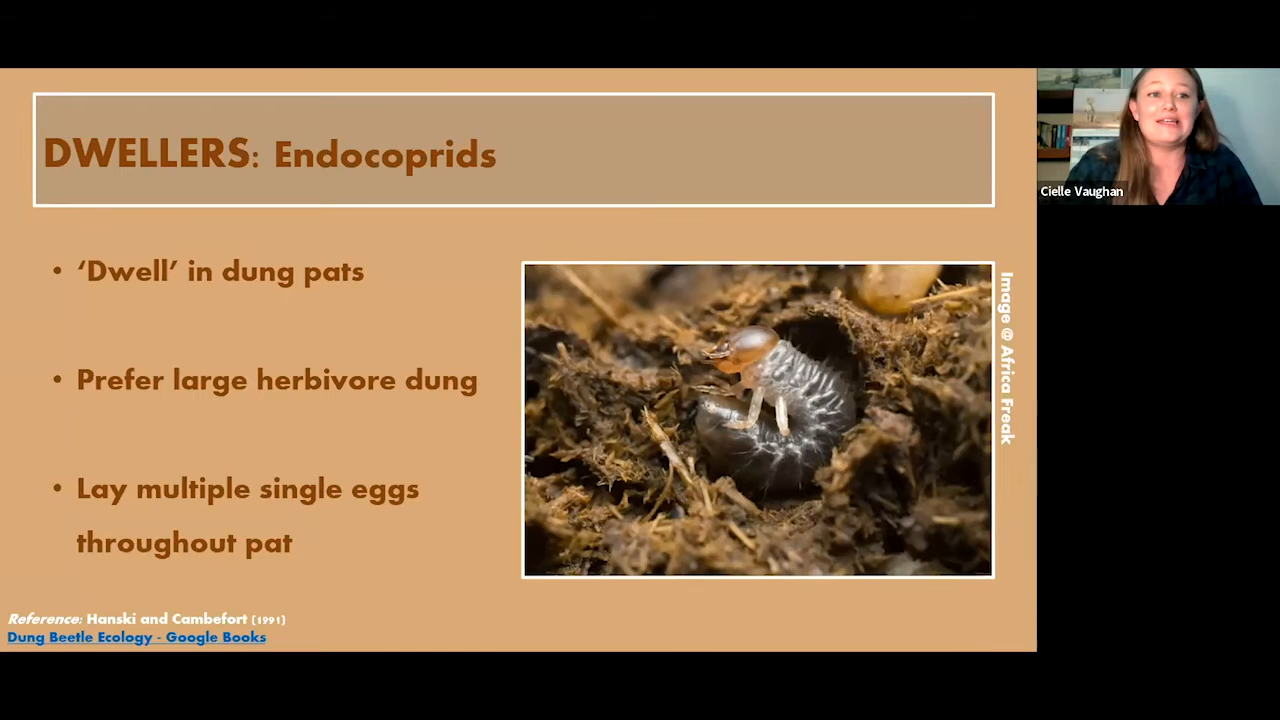 DWELLERS: Endocoprids
• ‘Dwell’ in dung pats
• Prefer large herbivore dung
• Lay multiple single eggs
throughout pat
Image @ Africa Freak
Reference: Hanski and Cambefort (1991)
Dung Beetle Ecology - Google Books
Cielle Vaughan